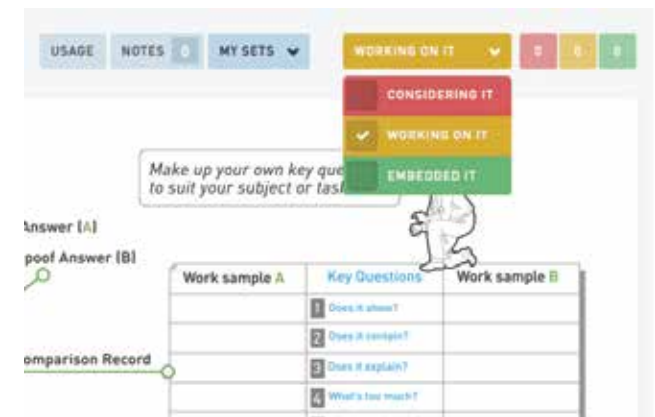 USAGE NOTES 0 MY SETS WORKING ON IT 0 0 0
CONSIDERING IT
WORKING ON IT
EMBEDDED IT
Make up your own key que
to suit your subject or tas
Answer (A)
poof Answer (B)
Work sample A Key Questions Work sample B
1 Does it show?
2 Does it contain?
3 Does it explain?
omparison Record
4 What's too much?